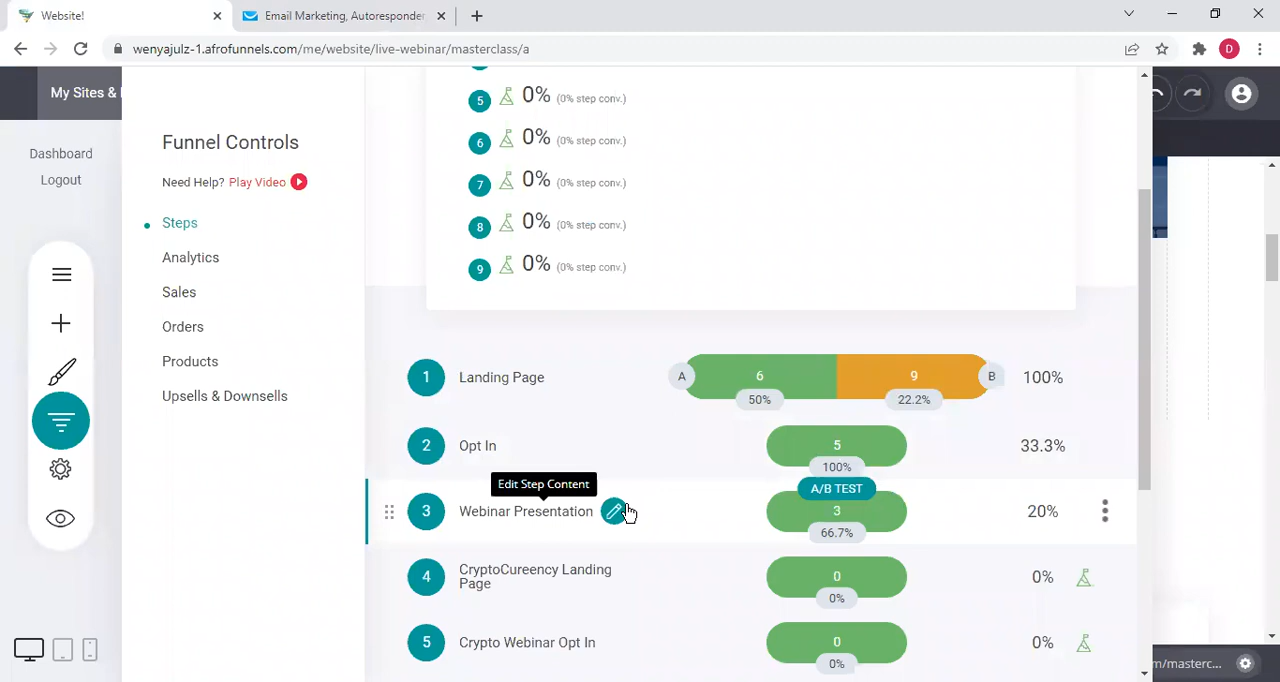 Website!
Email Marketing, Autoresponder
wenyajulz-1.afrofunnels.com/me/website/live-webinar/masterclass/a
D
My Sites &
Dashboard
Logout
Funnel Controls
Need Help? Play Video
Steps
Analytics
Sales
Orders
Products
Upsells & Downsells
5 0% (0% step conv.)
6 0% (0% step conv.)
7 0% (0% step conv.)
8 0% (0% step conv.)
9 0% (0% step conv.)
1 Landing Page A 6 9 B 100%
50% 22.2%
2 Opt In 5 33.3%
100%
Edit Step Content
A/B TEST
3 Webinar Presentation 3 20%
66.7%
4 CryptoCureency Landing Page 0 0%
0%
5 Crypto Webinar Opt In 0 0%
0%
m/masterc...